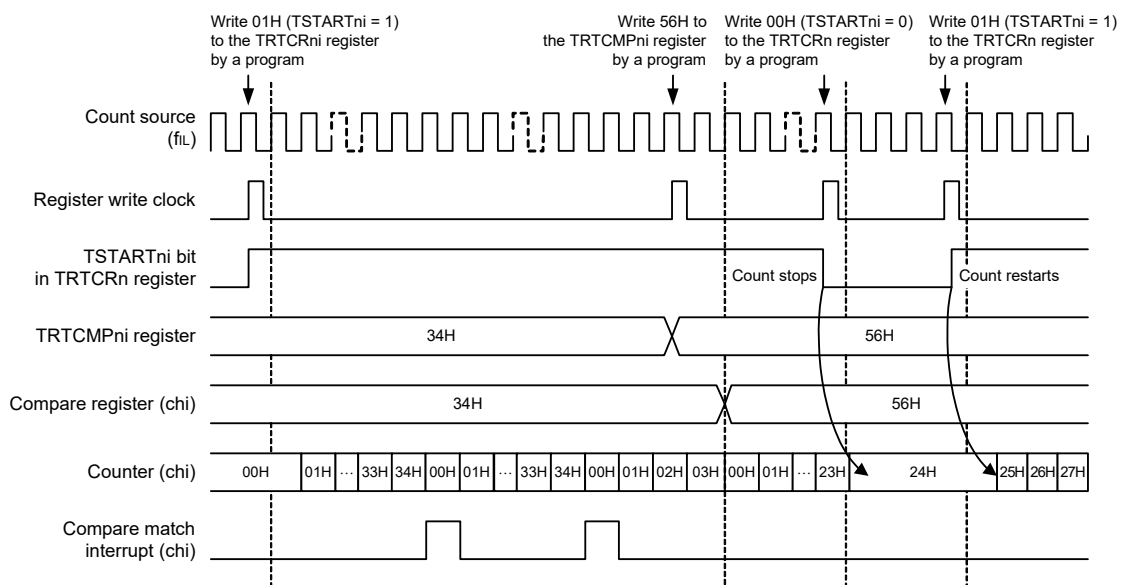 Write 01H (TSTARTni = 1)
to the TRTCRni register
by a program
Write 56H to
the TRTCMPni register
by a program
Write 00H (TSTARTni = 0)
to the TRTCRn register
by a program
Write 01H (TSTARTni = 1)
to the TRTCRn register
by a program
Count source
(fIL)
Register write clock
TSTARTni bit
in TRTCRn register
Count stops
Count restarts
TRTCMPni register
34H
56H
Compare register (chi)
34H
56H
Counter (chi)
00H 01H ... 33H 34H 00H 01H ... 33H 34H 00H 01H 02H 03H 00H 01H ... 23H 24H 25H 26H 27H
Compare match
interrupt (chi)